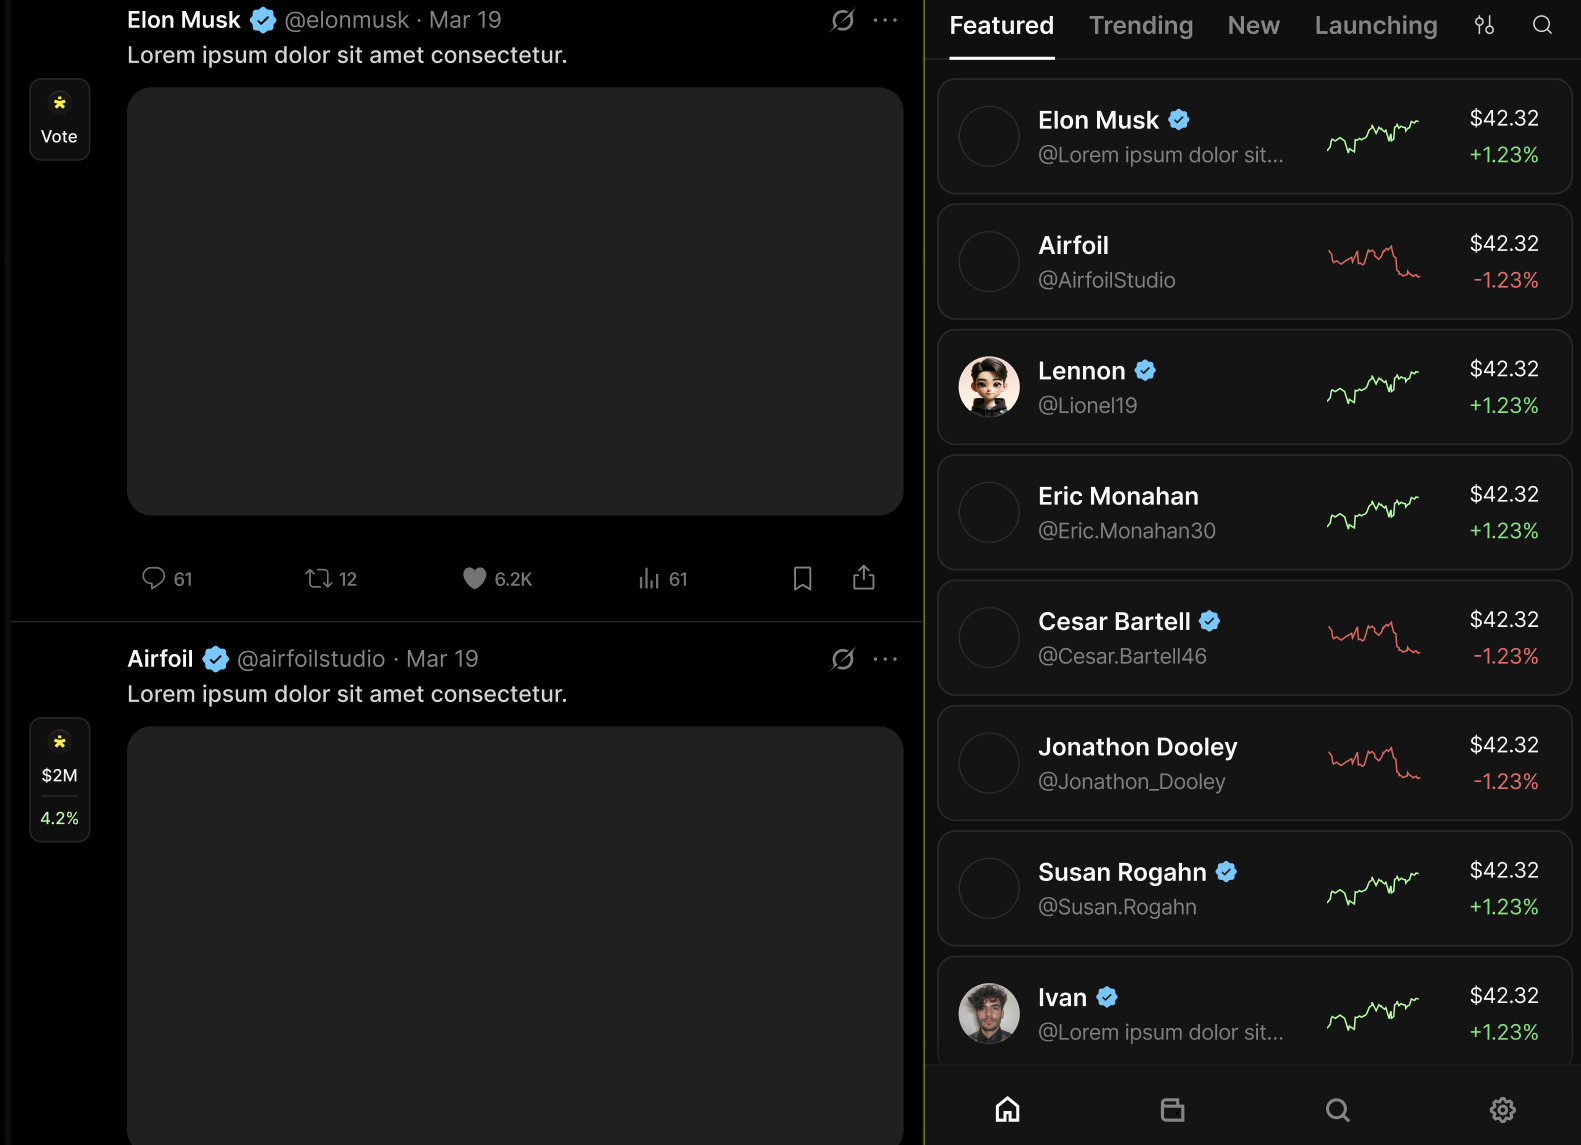 Elon Musk @elonmusk · Mar 19
Lorem ipsum dolor sit amet consectetur.
Vote
61 12 6.2K 61
Airfoil @airfoilstudio · Mar 19
Lorem ipsum dolor sit amet consectetur.
$2M
4.2%
Featured Trending New Launching
Elon Musk $42.32
@Lorem ipsum dolor sit... +1.23%
Airfoil $42.32
@AirfoilStudio -1.23%
Lennon $42.32
@Lionel19 +1.23%
Eric Monahan $42.32
@Eric.Monahan30 +1.23%
Cesar Bartell $42.32
@Cesar.Bartell46 -1.23%
Jonathon Dooley $42.32
@Jonathon_Dooley -1.23%
Susan Rogahn $42.32
@Susan.Rogahn +1.23%
Ivan $42.32
@Lorem ipsum dolor sit... +1.23%